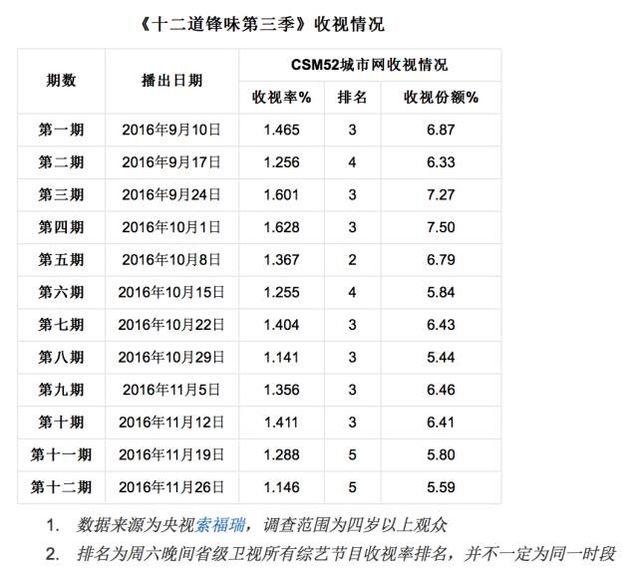 《十二道锋味第三季》收视情况
期数 播出日期 CSM52城市网收视情况
收视率% 排名 收视份额%
第一期 2016年9月10日 1.465 3 6.87
第二期 2016年9月17日 1.256 4 6.33
第三期 2016年9月24日 1.601 3 7.27
第四期 2016年10月1日 1.628 3 7.50
第五期 2016年10月8日 1.367 2 6.79
第六期 2016年10月15日 1.255 4 5.84
第七期 2016年10月22日 1.404 3 6.43
第八期 2016年10月29日 1.141 3 5.44
第九期 2016年11月5日 1.356 3 6.46
第十期 2016年11月12日 1.411 3 6.41
第十一期 2016年11月19日 1.288 5 5.80
第十二期 2016年11月26日 1.146 5 5.59
1. 数据来源为央视索福瑞，调查范围为四岁以上观众
2. 排名为周六晚间省级卫视所有综艺节目收视率排名，并不一定为同一时段